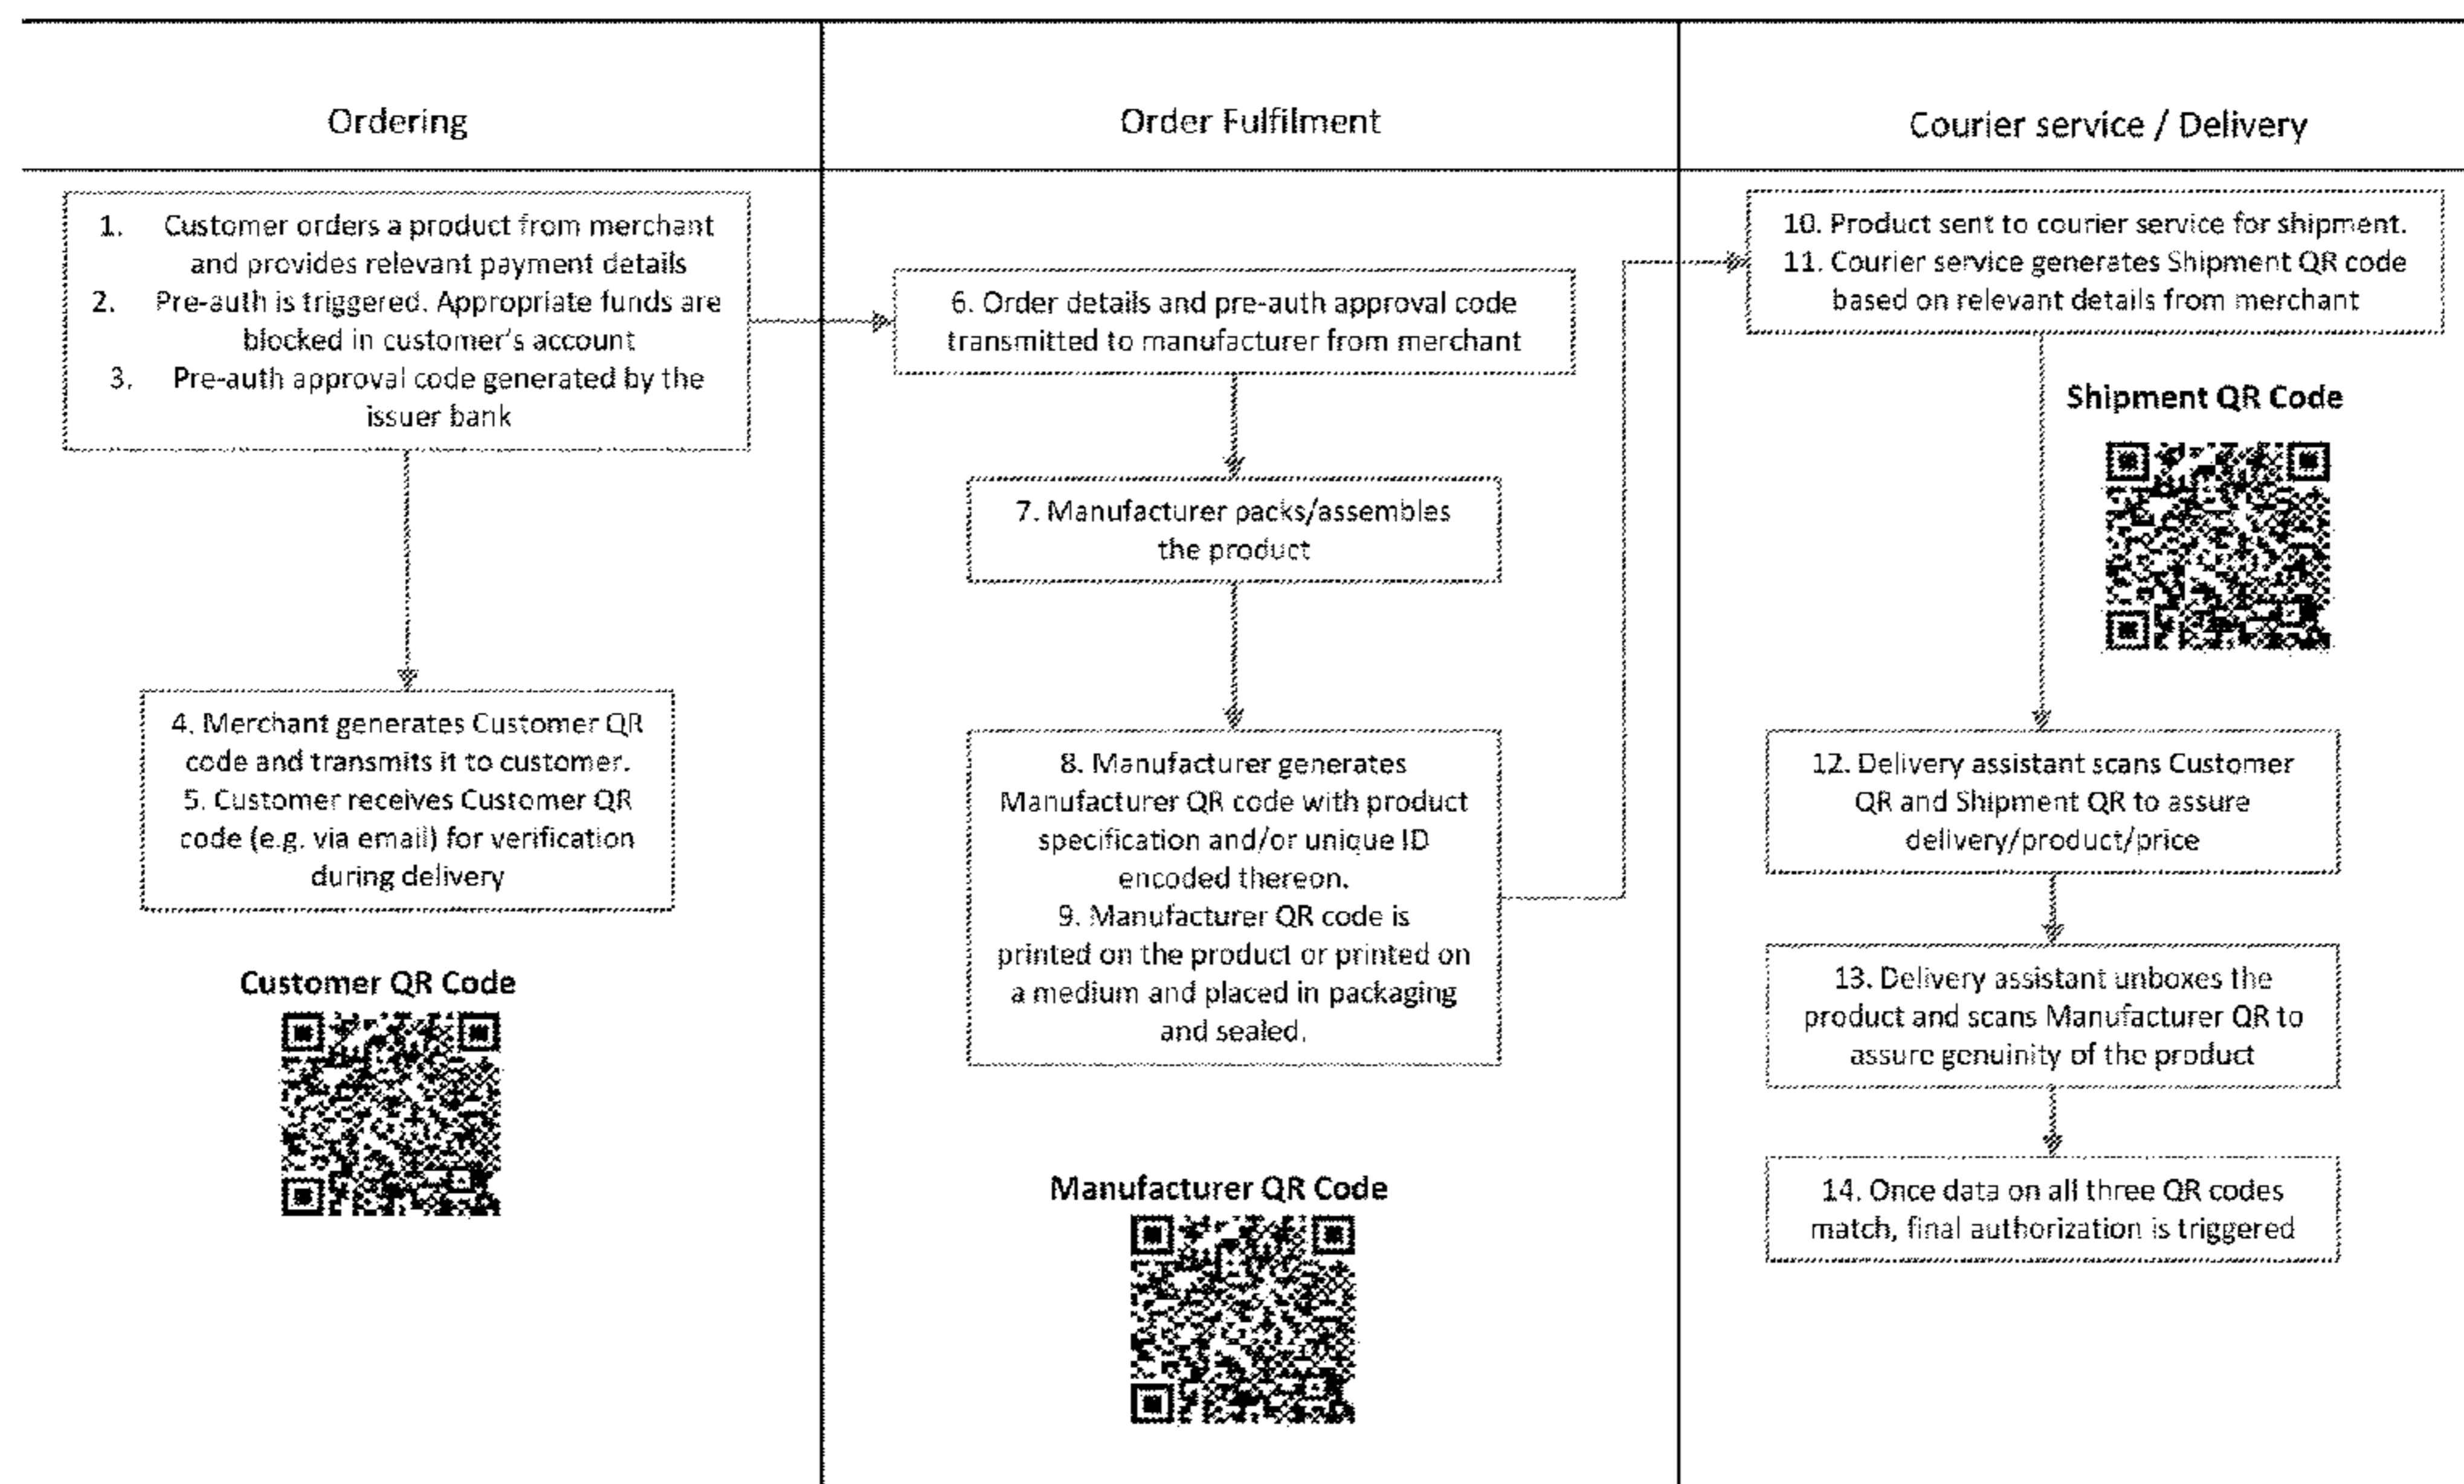 Ordering
1. Customer orders a product from merchant
and provides relevant payment details
2. Pre-auth is triggered. Appropriate funds are
blocked in customer's account
3. Pre-auth approval code generated by the
issuer bank
4. Merchant generates Customer QR
code and transmits it to customer.
5. Customer receives Customer QR
code (e.g. via email) for verification
during delivery
Customer QR Code
Order Fulfilment
6. Order details and pre-auth approval code
transmitted to manufacturer from merchant
7. Manufacturer packs/assembles
the product
8. Manufacturer generates
Manufacturer QR code with product
specification and/or unique ID
encoded thereon.
9. Manufacturer QR code is
printed on the product or printed on
a medium and placed in packaging
and sealed.
Manufacturer QR Code
Courier service / Delivery
10. Product sent to courier service for shipment.
11. Courier service generates Shipment QR code
based on relevant details from merchant
Shipment QR Code
12. Delivery assistant scans Customer
QR and Shipment QR to assure
delivery/product/price
13. Delivery assistant unboxes the
product and scans Manufacturer QR to
assure genuinity of the product
14. Once data on all three QR codes
match, final authorization is triggered